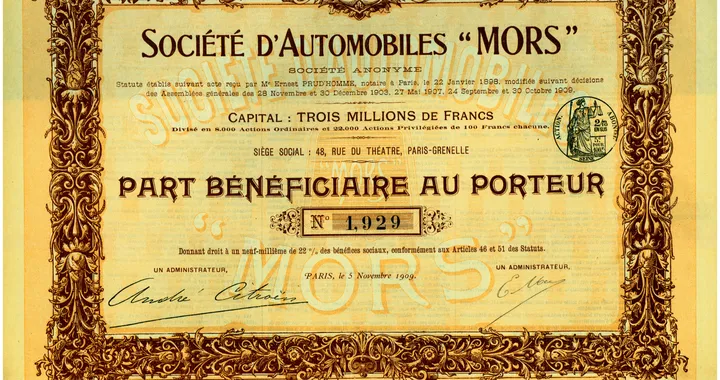 SOCIÉTÉ D'AUTOMOBILES "MORS"
SOCIÉTÉ ANONYME
Statuts établis suivant acte reçu par Me Ernest PRUD'HOMME, notaire à Paris, le 22 Janvier 1898, modifiés suivant décisions
des Assemblées générales des 28 Novembre et 30 Décembre 1903, 27 Mai 1907, 24 Septembre et 30 Octobre 1909.
CAPITAL : TROIS MILLIONS DE FRANCS
Divisé en 8.000 Actions Ordinaires et 22.000 Actions Privilégiées de 100 Francs chacune.
SIÈGE SOCIAL : 48, RUE DU THÉATRE, PARIS-GRENELLE
PART BÉNÉFICIAIRE AU PORTEUR
No 1,929
Donnant droit à un neuf-millième de 22 % des bénéfices sociaux, conformément aux Articles 46 et 51 des Statuts.
UN ADMINISTRATEUR,
UN ADMINISTRATEUR,
PARIS, le 5 Novembre 1909.
André Citroën
"MORS"